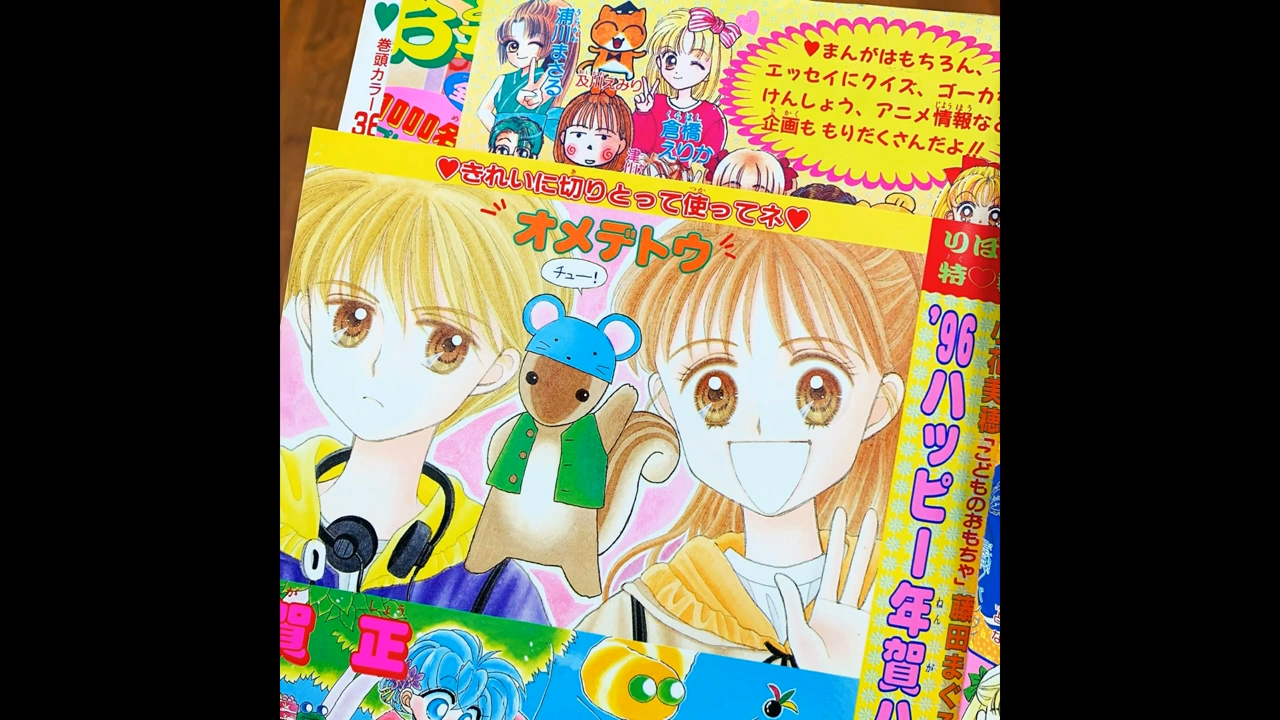 巻頭カラー
36
1000名
浦川まさる
及川えみり
倉橋
えりか
♥まんがはもちろん、
エッセイにクイズ、ゴーカ
けんしょう、アニメ情報など
企画ももりだくさんだよ!!
♥きれいに切りとって使ってネ♥
オメデトウ
チュー!
りぼ
特♡
'96ハッピー年賀ハ
小花美穂「こどものおもちゃ」藤田まぐろ
賀正